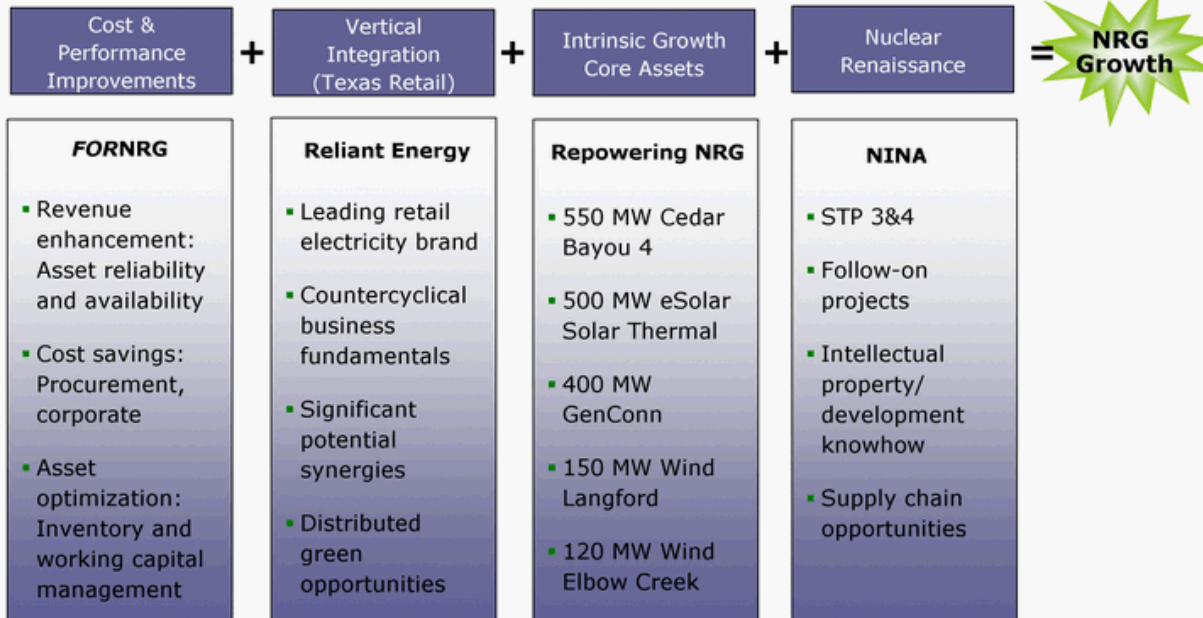 Cost &
Performance
Improvements
+
Vertical
Integration
(Texas Retail)
+
Intrinsic Growth
Core Assets
+
Nuclear
Renaissance
=
NRG
Growth
FORNRG
▪ Revenue
enhancement:
Asset reliability
and availability
▪ Cost savings:
Procurement,
corporate
▪ Asset
optimization:
Inventory and
working capital
management
Reliant Energy
▪ Leading retail
electricity brand
▪ Countercyclical
business
fundamentals
▪ Significant
potential
synergies
▪ Distributed
green
opportunities
Repowering NRG
▪ 550 MW Cedar
Bayou 4
▪ 500 MW eSolar
Solar Thermal
▪ 400 MW
GenConn
▪ 150 MW Wind
Langford
▪ 120 MW Wind
Elbow Creek
NINA
▪ STP 3&4
▪ Follow-on
projects
▪ Intellectual
property/
development
knowhow
▪ Supply chain
opportunities